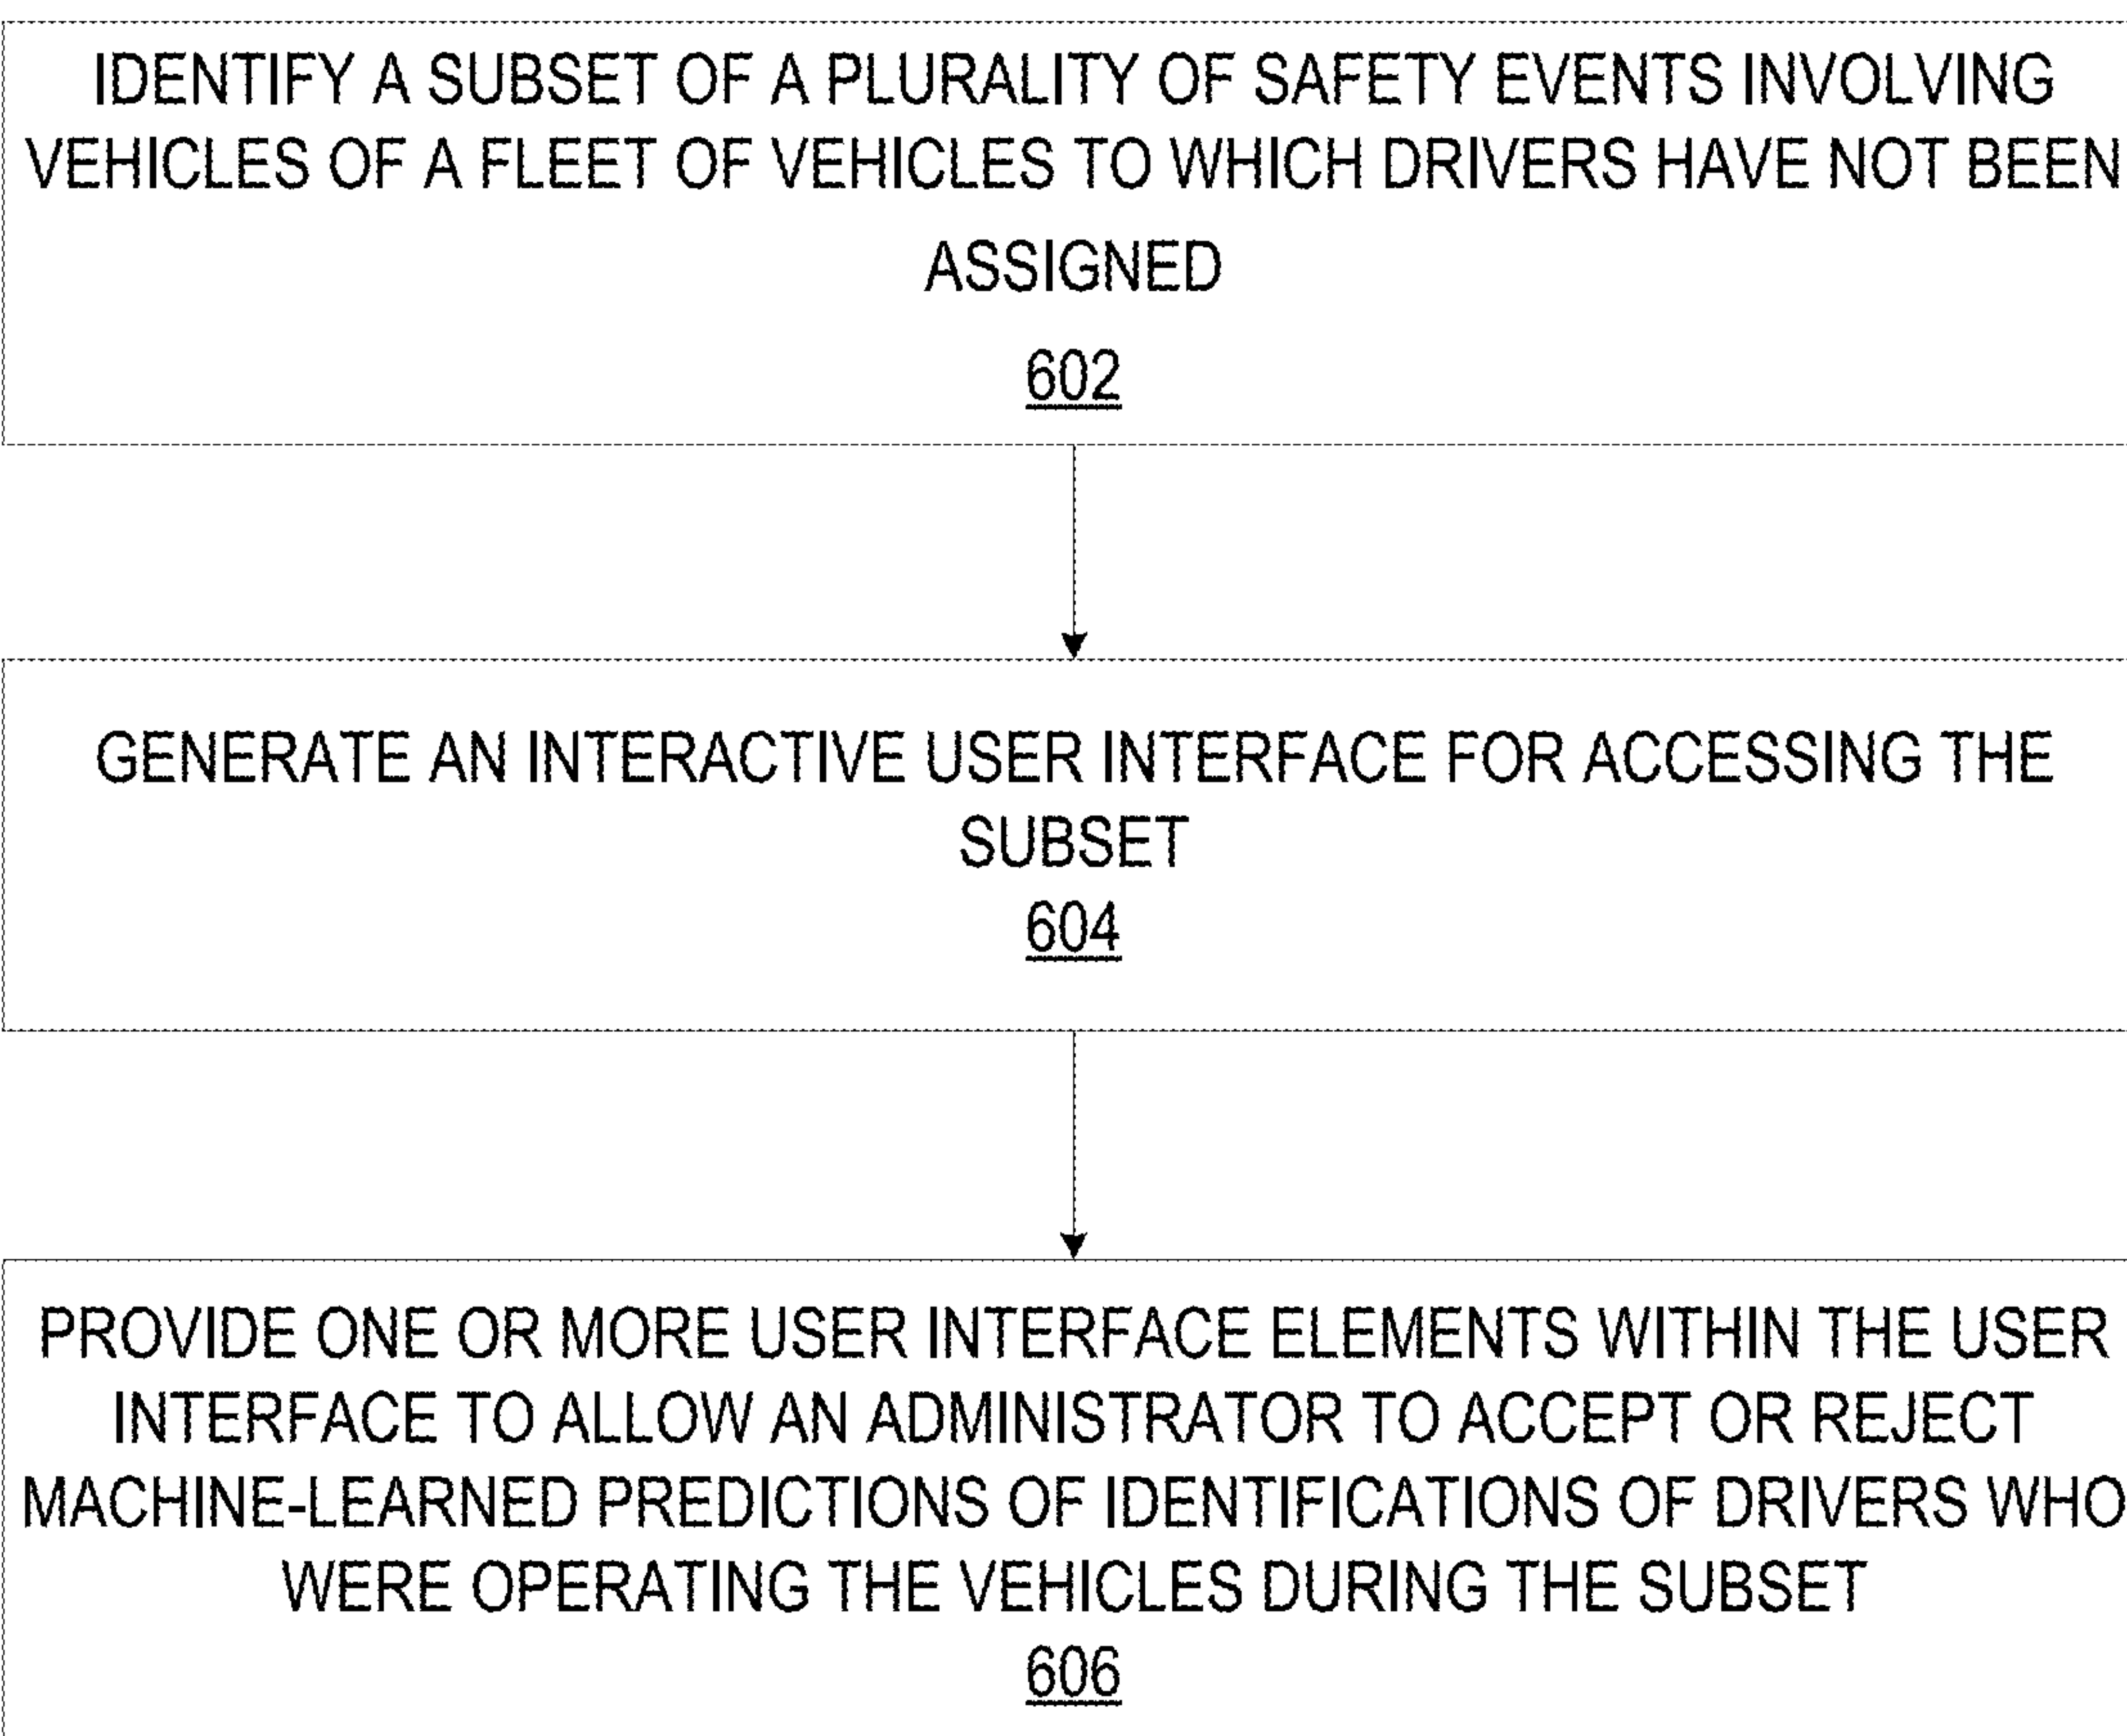 IDENTIFY A SUBSET OF A PLURALITY OF SAFETY EVENTS INVOLVING
VEHICLES OF A FLEET OF VEHICLES TO WHICH DRIVERS HAVE NOT BEEN
ASSIGNED
602
GENERATE AN INTERACTIVE USER INTERFACE FOR ACCESSING THE
SUBSET
604
PROVIDE ONE OR MORE USER INTERFACE ELEMENTS WITHIN THE USER
INTERFACE TO ALLOW AN ADMINISTRATOR TO ACCEPT OR REJECT
MACHINE-LEARNED PREDICTIONS OF IDENTIFICATIONS OF DRIVERS WHO
WERE OPERATING THE VEHICLES DURING THE SUBSET
606